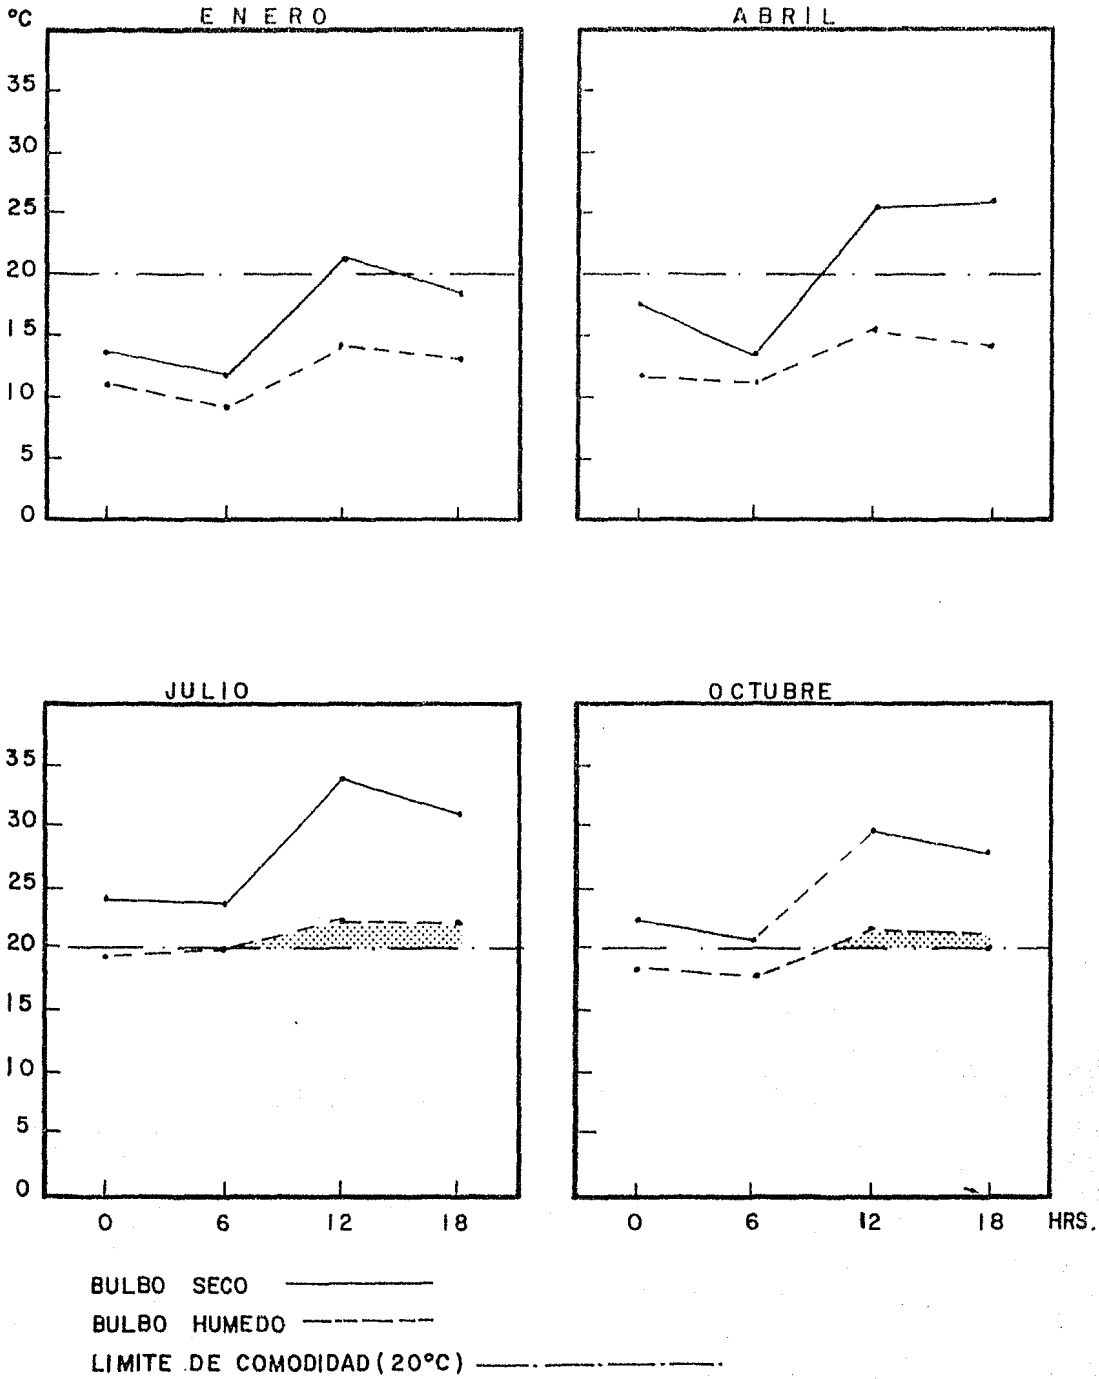 °C
ENERO
ABRIL
35
30
25
20
15
10
5
0
JULIO
OCTUBRE
35
30
25
20
15
10
5
0
0 6 12 18 0 6 12 18 HRS.
BULBO SECO
BULBO HUMEDO
LIMITE DE COMODIDAD (20°C)